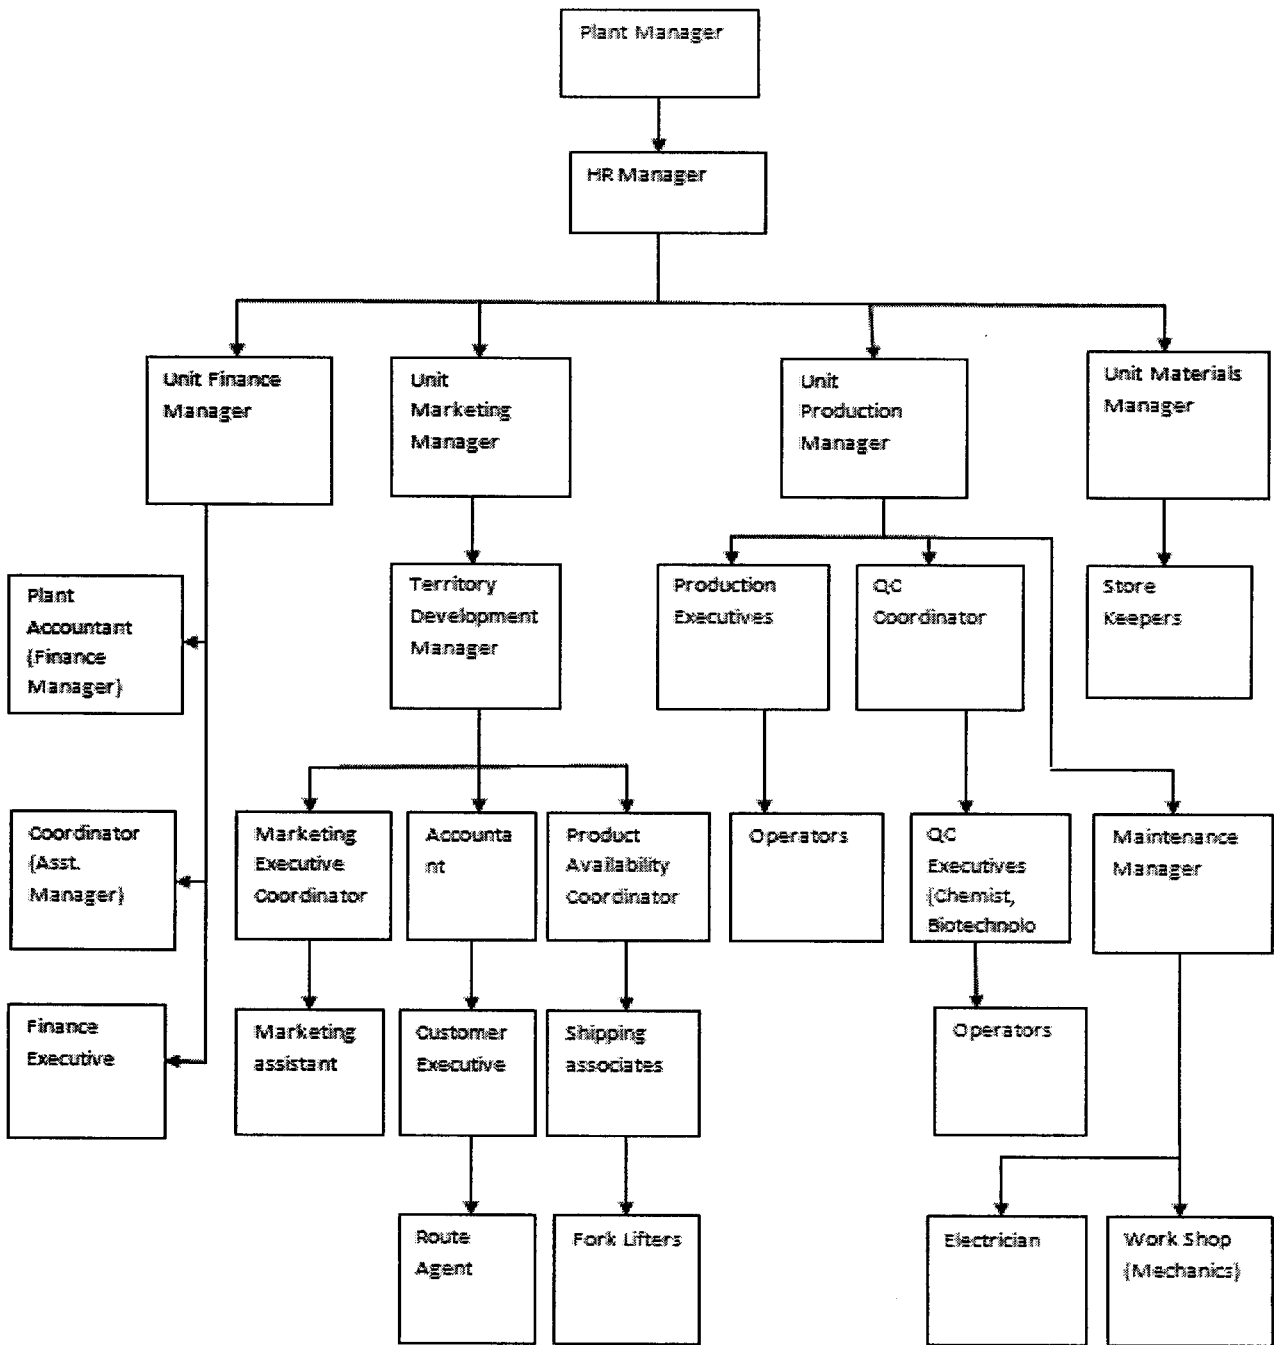 Plant Manager
HR Manager
Unit Finance
Manager
Unit
Marketing
Manager
Unit
Production
Manager
Unit Materials
Manager
Plant
Accountant
(Finance
Manager)
Territory
Development
Manager
Production
Executives
QC
Coordinator
Store
Keepers
Coordinator
(Asst.
Manager)
Marketing
Executive
Coordinator
Accounta
nt
Product
Availability
Coordinator
Operators
QC
Executives
(Chemist,
Biotechnolo
Maintenance
Manager
Finance
Executive
Marketing
assistant
Customer
Executive
Shipping
associates
Operators
Route
Agent
Fork Lifters
Electrician
Work Shop
(Mechanics)